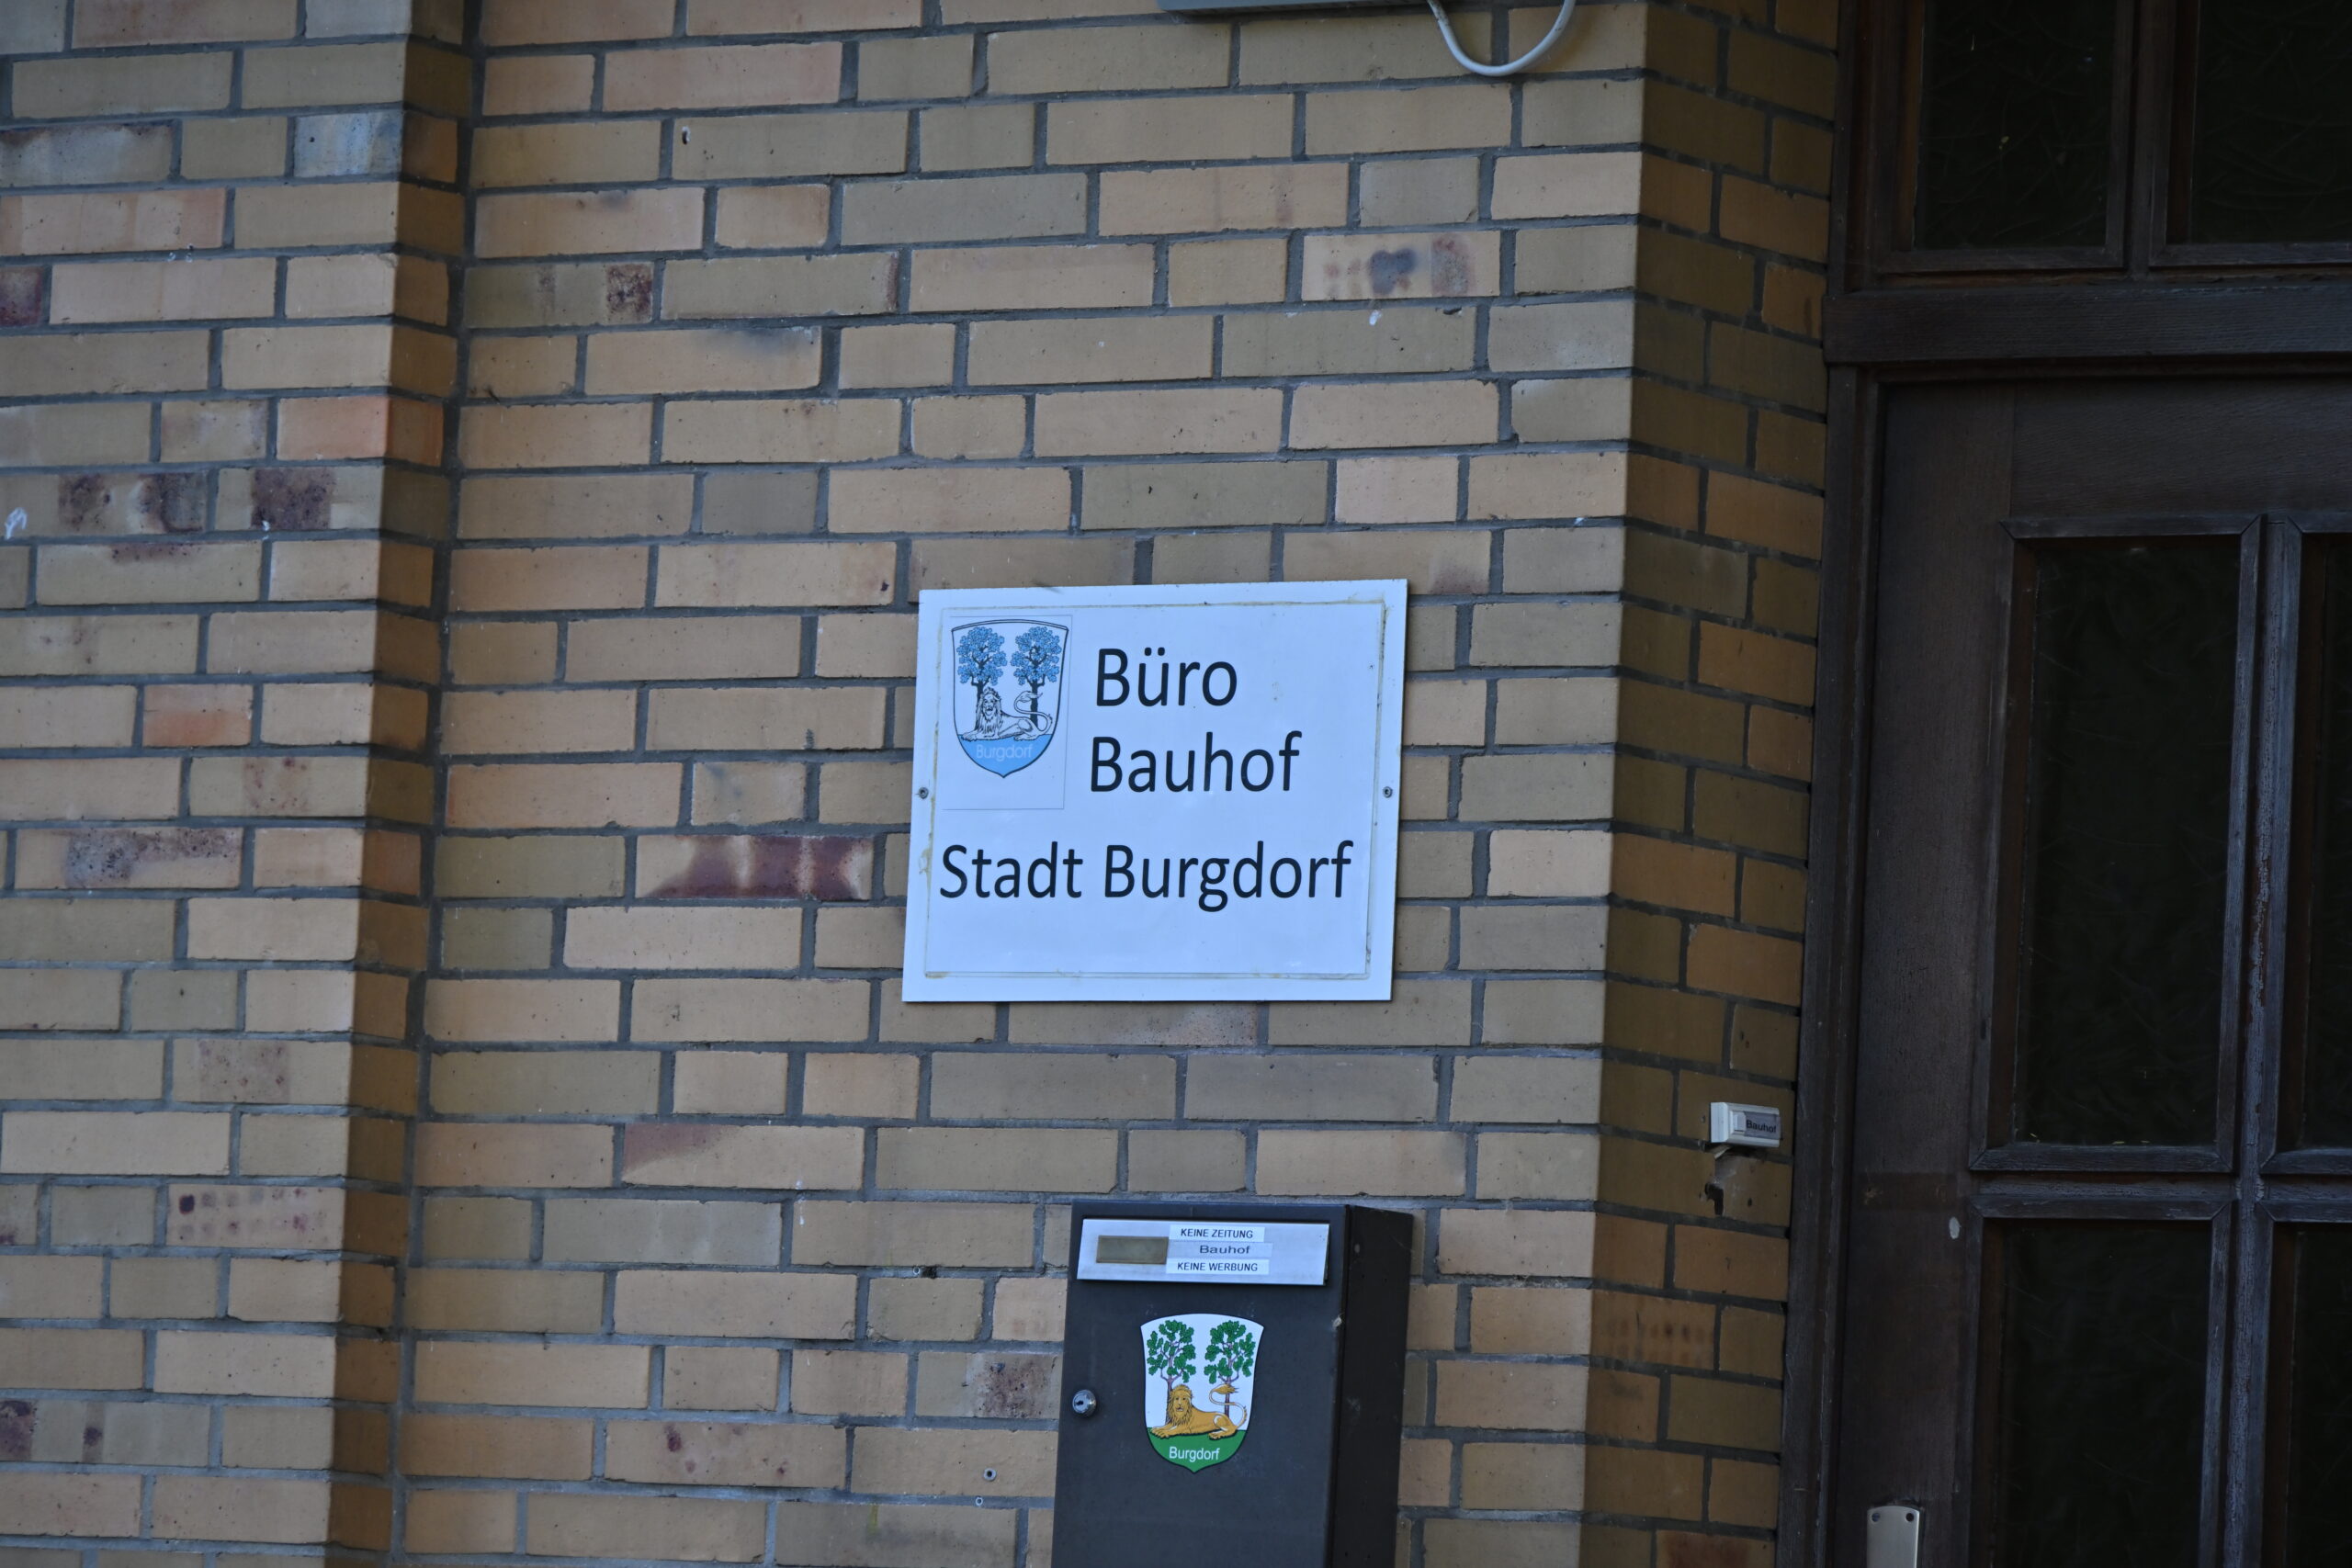 Büro
Bauhof
Burgdorf
Stadt Burgdorf
Bauhof
KEINE ZEITUNG
Bauhof
KEINE WERBUNG
Burgdorf